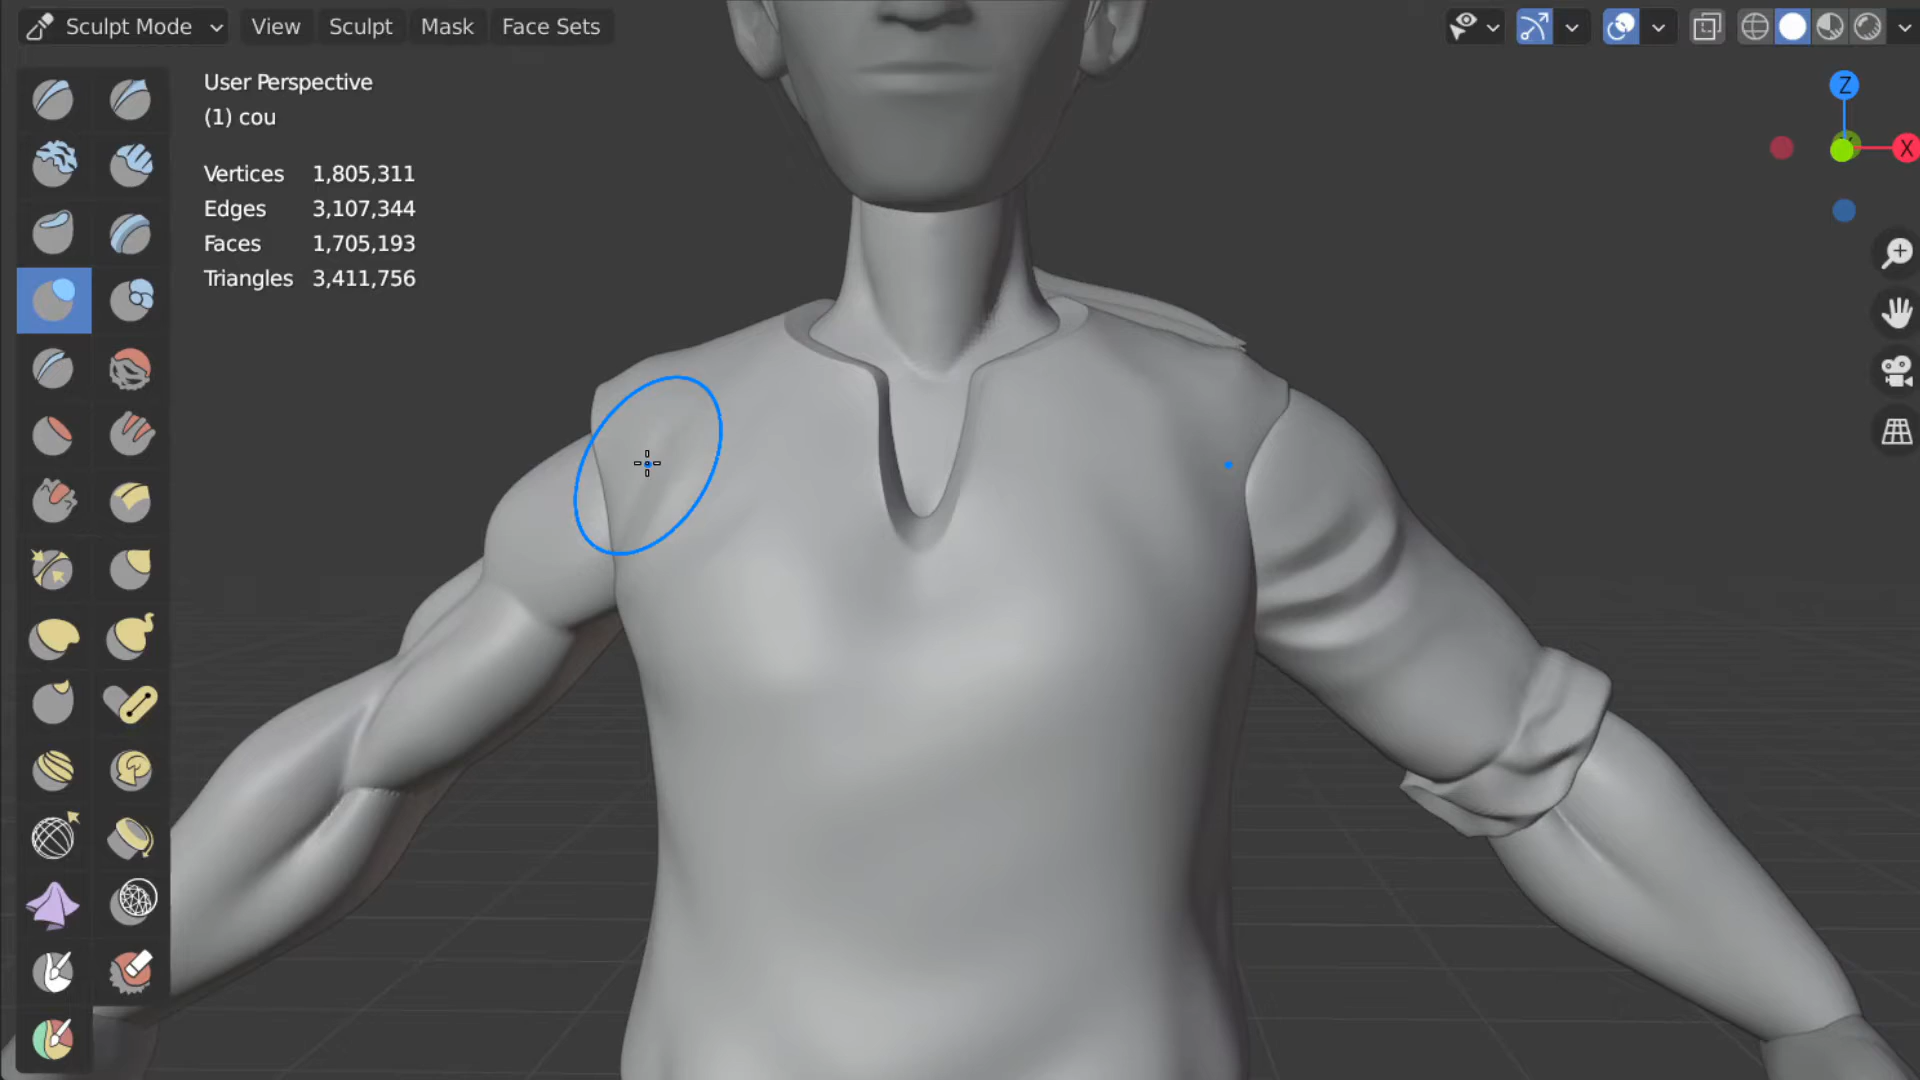 Sculpt Mode View Sculpt Mask Face Sets
User Perspective
(1) cou
Vertices 1,805,311
Edges 3,107,344
Faces 1,705,193
Triangles 3,411,756
Z
X